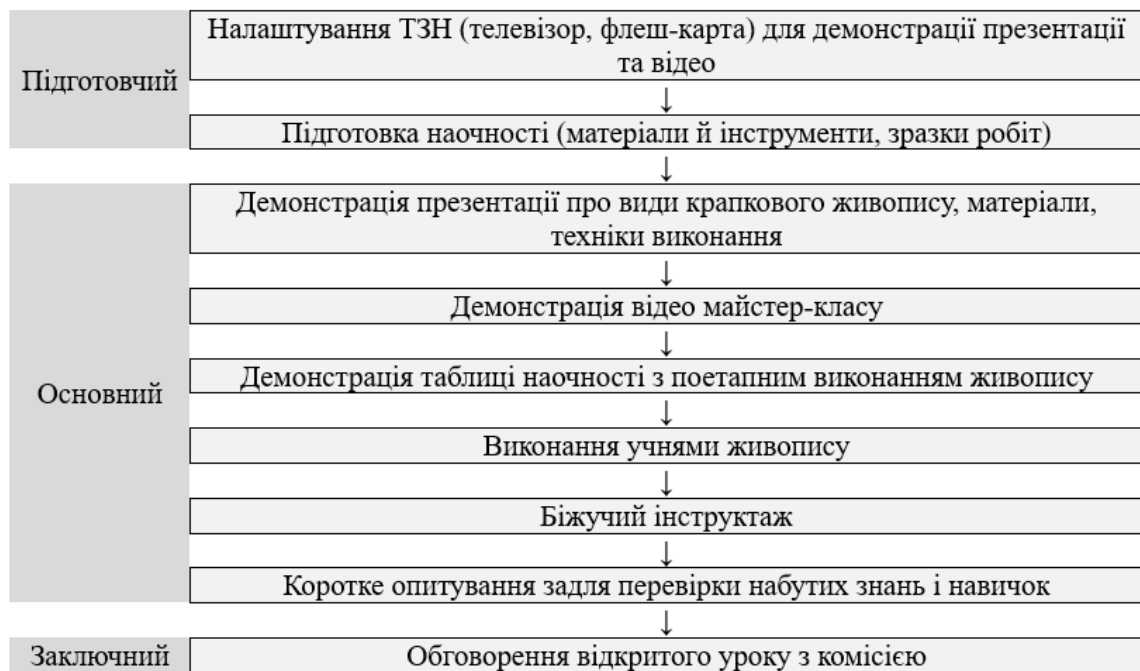 Підготовчий
Налаштування ТЗН (телевізор, флеш-карта) для демонстрації презентації
та відео
↓
Підготовка наочності (матеріали й інструменти, зразки робіт)
↓
Основний
Демонстрація презентації про види крапкового живопису, матеріали,
техніки виконання
↓
Демонстрація відео майстер-класу
↓
Демонстрація таблиці наочності з поетапним виконанням живопису
↓
Виконання учнями живопису
↓
Біжучий інструктаж
↓
Коротке опитування задля перевірки набутих знань і навичок
↓
Заключний
Обговорення відкритого уроку з комісією